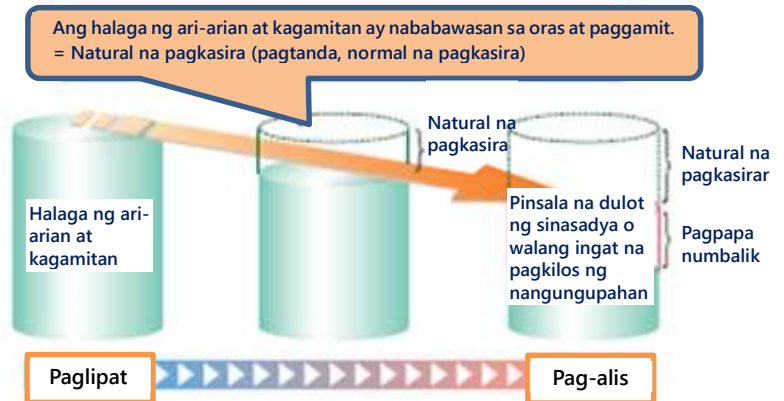 Ang halaga ng ari-arian at kagamitan ay nababawasan sa oras at paggamit.
= Natural na pagkasira (pagtanda, normal na pagkasira)
Natural na
pagkasira
Natural na
pagkasirar
Halaga ng ari-
arian at
kagamitan
Pinsala na dulot
ng sinasadya o
walang ingat na
pagkilos ng
nangungupahan
Pagpapa
numbalik
Paglipat
Pag-alis